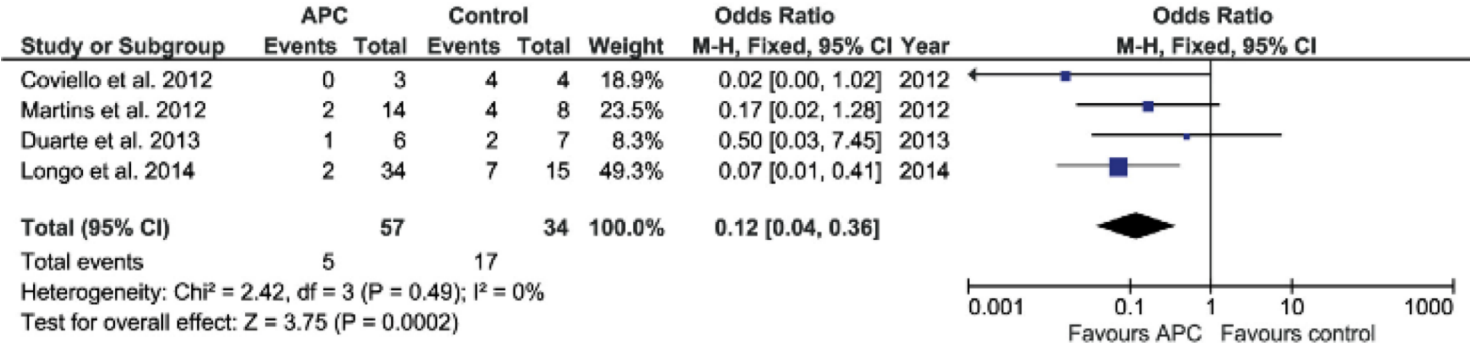 APC Control Odds Ratio Odds Ratio
Study or Subgroup Events Total Events Total Weight M-H, Fixed, 95% CI Year M-H, Fixed, 95% CI
Coviello et al. 2012 0 3 4 4 18.9% 0.02 [0.00, 1.02] 2012
Martins et al. 2012 2 14 4 8 23.5% 0.17 [0.02, 1.28] 2012
Duarte et al. 2013 1 6 2 7 8.3% 0.50 [0.03, 7.45] 2013
Longo et al. 2014 2 34 7 15 49.3% 0.07 [0.01, 0.41] 2014
Total (95% CI) 57 34 100.0% 0.12 [0.04, 0.36]
Total events 5 17
Heterogeneity: Chi² = 2.42, df = 3 (P = 0.49); I² = 0%
Test for overall effect: Z = 3.75 (P = 0.0002)
0.001 0.1 1 10 1000
Favours APC Favours control